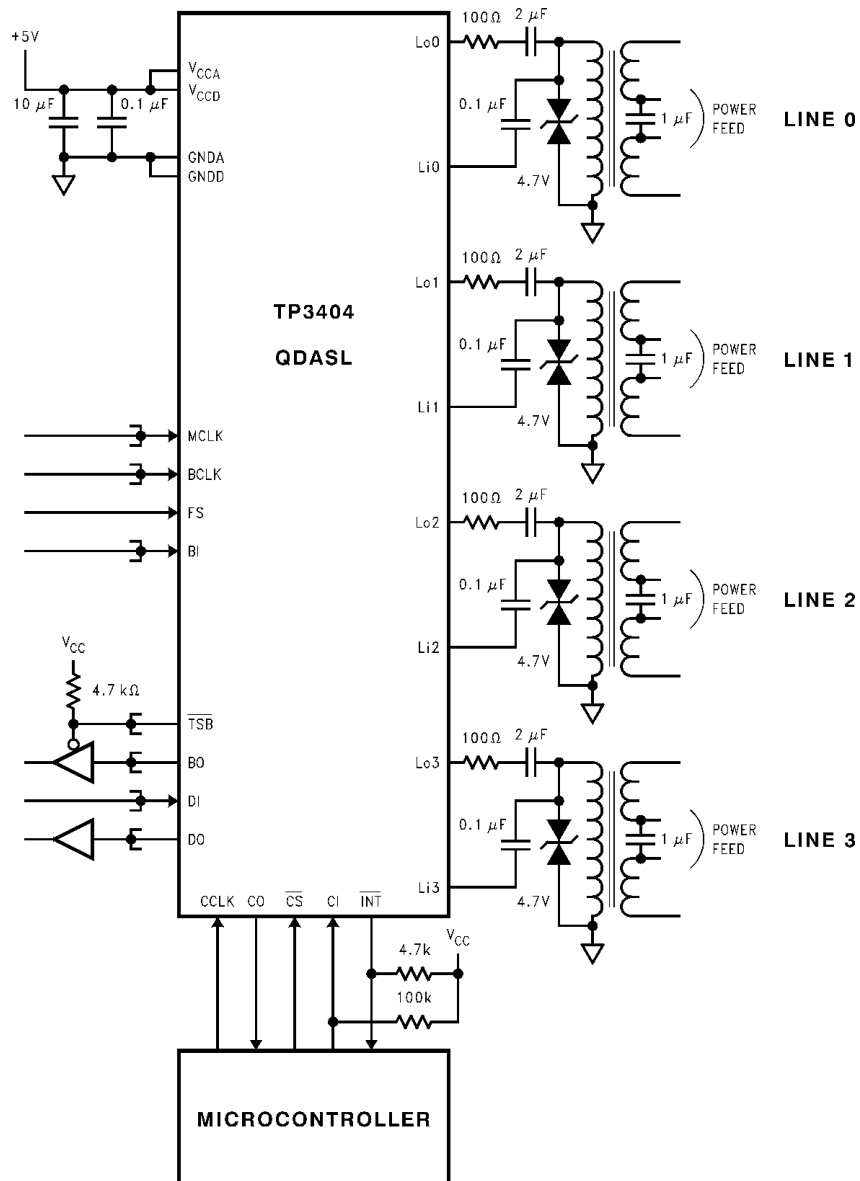 +5V
10 μF
0.1 μF
VCCA
VCCD
GNDA
GNDD
TP3404
QDASL
MCLK
BCLK
FS
BI
VCC
4.7kΩ
TSB
BO
DI
DO
CCLK CO CS CI INT
Lo0
100Ω
2 μF
0.1 μF
Li0
4.7V
1 μF
POWER
FEED
LINE 0
Lo1
100Ω
2 μF
0.1 μF
Li1
4.7V
1 μF
POWER
FEED
LINE 1
Lo2
100Ω
2 μF
0.1 μF
Li2
4.7V
1 μF
POWER
FEED
LINE 2
Lo3
100Ω
2 μF
0.1 μF
Li3
4.7V
1 μF
POWER
FEED
LINE 3
VCC
4.7k
100k
MICROCONTROLLER